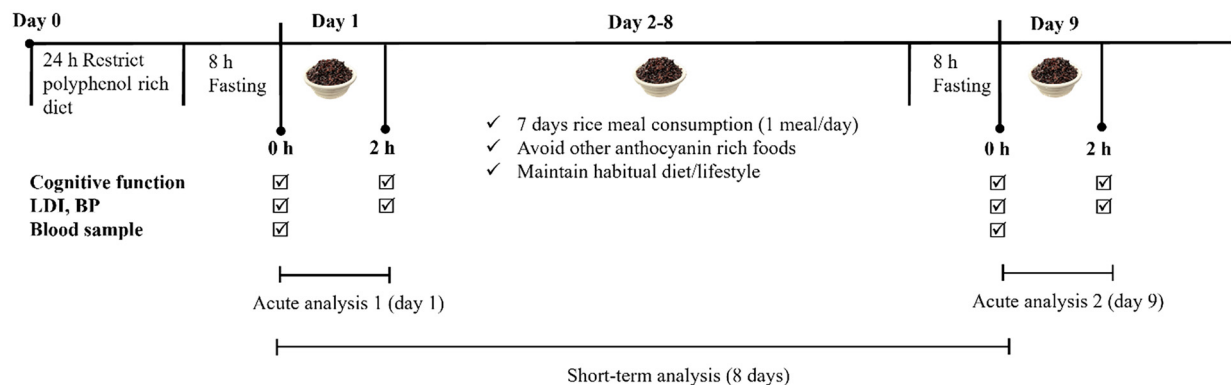 Day 0
Day 1
Day 2-8
Day 9
24 h Restrict
polyphenol rich
diet
8 h
Fasting
✓ 7 days rice meal consumption (1 meal/day)
✓ Avoid other anthocyanin rich foods
✓ Maintain habitual diet/lifestyle
8 h
Fasting
0 h
2 h
0 h
2 h
Cognitive function ☑ ☑ ☑ ☑
LDI, BP ☑ ☑ ☑ ☑
Blood sample ☑ ☑
Acute analysis 1 (day 1)
Acute analysis 2 (day 9)
Short-term analysis (8 days)